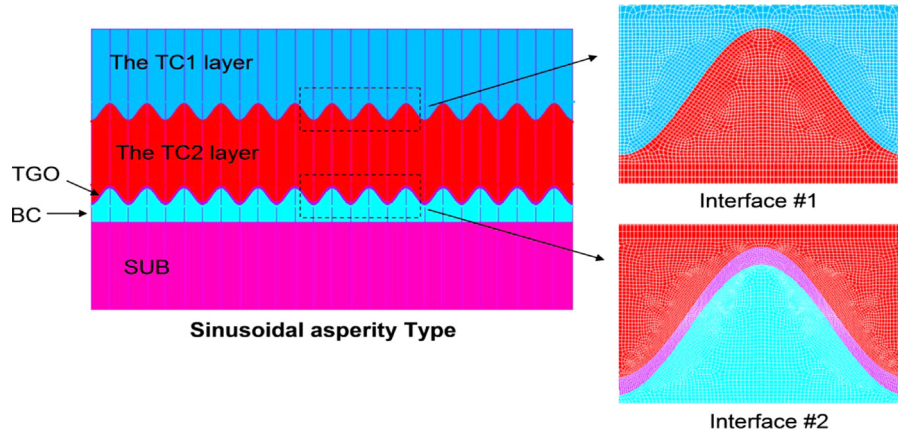 The TC1 layer
The TC2 layer
TGO
BC
SUB
Sinusoidal asperity Type
Interface #1
Interface #2